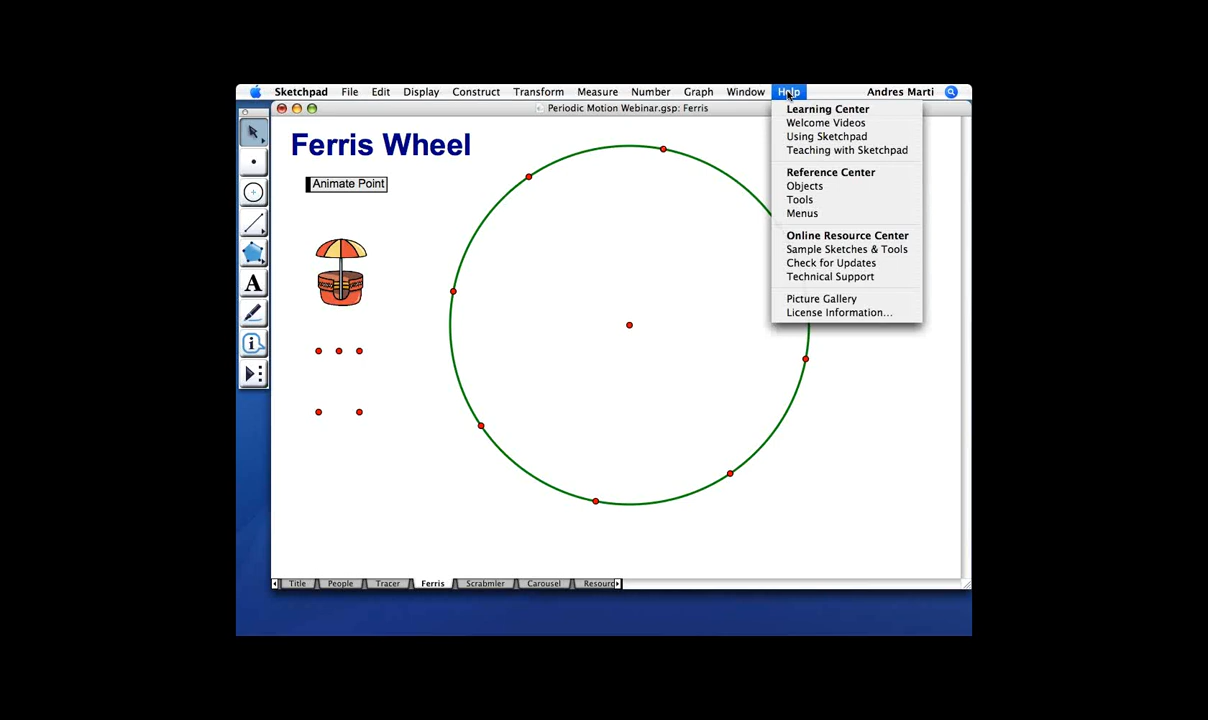 Sketchpad File Edit Display Construct Transform Measure Number Graph Window Help Andres Marti
Periodic Motion Webinar.gsp: Ferris
Ferris Wheel
Animate Point
A
Learning Center
Welcome Videos
Using Sketchpad
Teaching with Sketchpad
Reference Center
Objects
Tools
Menus
Online Resource Center
Sample Sketches & Tools
Check for Updates
Technical Support
Picture Gallery
License Information...
Title People Tracer Ferris Scrabmler Carousel Resourc